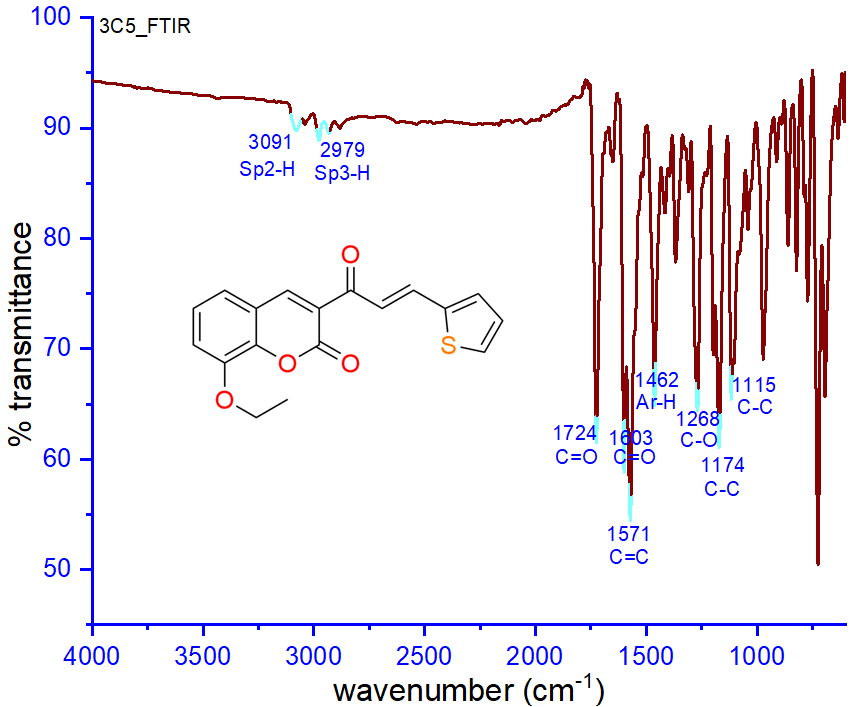 3C5_FTIR
100
90
80
70
60
50
% transmittance
3091
Sp2-H
2979
Sp3-H
O
S
O
O
O
1462
Ar-H
1115
C-C
1724
C=O
1603
C=O
1268
C-O
1174
C-C
1571
C=C
4000
3500
3000
2500
2000
1500
1000
wavenumber (cm⁻¹)